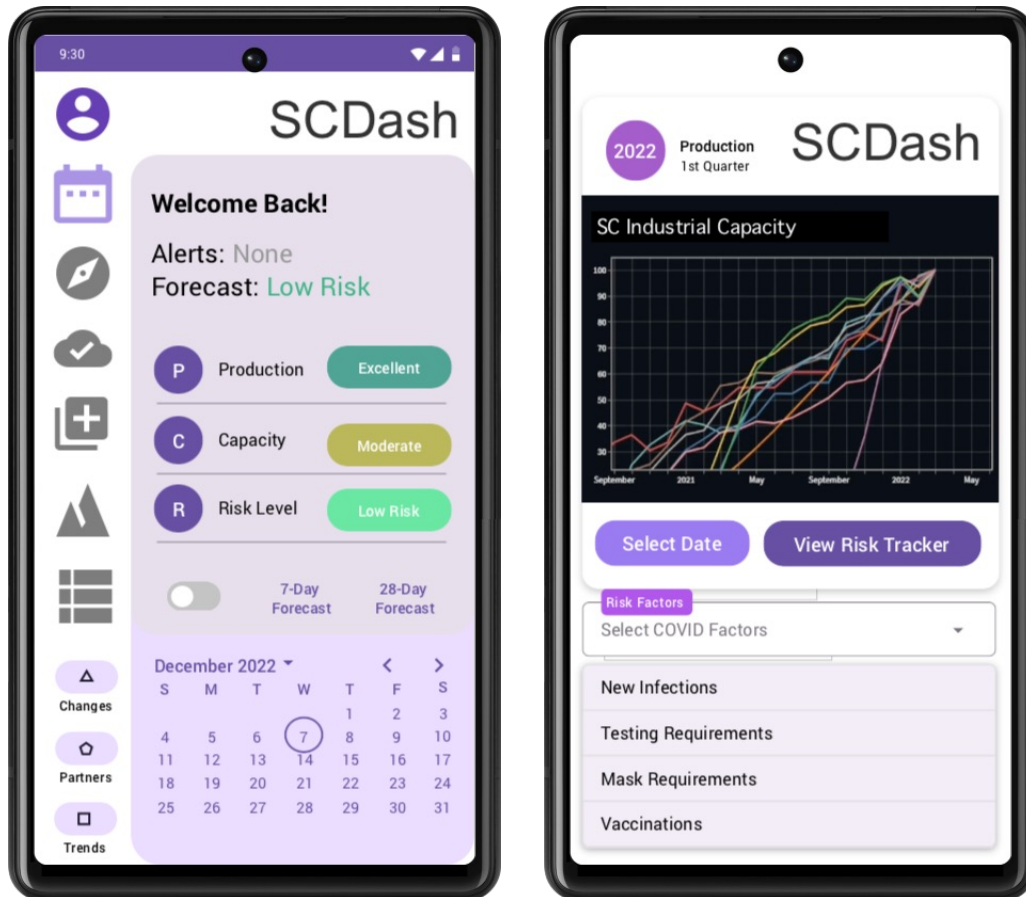 9:30
SCDash
Welcome Back!
Alerts: None
Forecast: Low Risk
P Production Excellent
C Capacity Moderate
R Risk Level Low Risk
7-Day
Forecast
28-Day
Forecast
December 2022
S M T W T F S
1 2 3
4 5 6 7 8 9 10
11 12 13 14 15 16 17
18 19 20 21 22 23 24
25 26 27 28 29 30 31
Changes
Partners
Trends
2022
Production
1st Quarter
SCDash
SC Industrial Capacity
100
90
80
70
60
50
40
30
September 2021 May September 2022 May
Select Date
View Risk Tracker
Risk Factors
Select COVID Factors
New Infections
Testing Requirements
Mask Requirements
Vaccinations